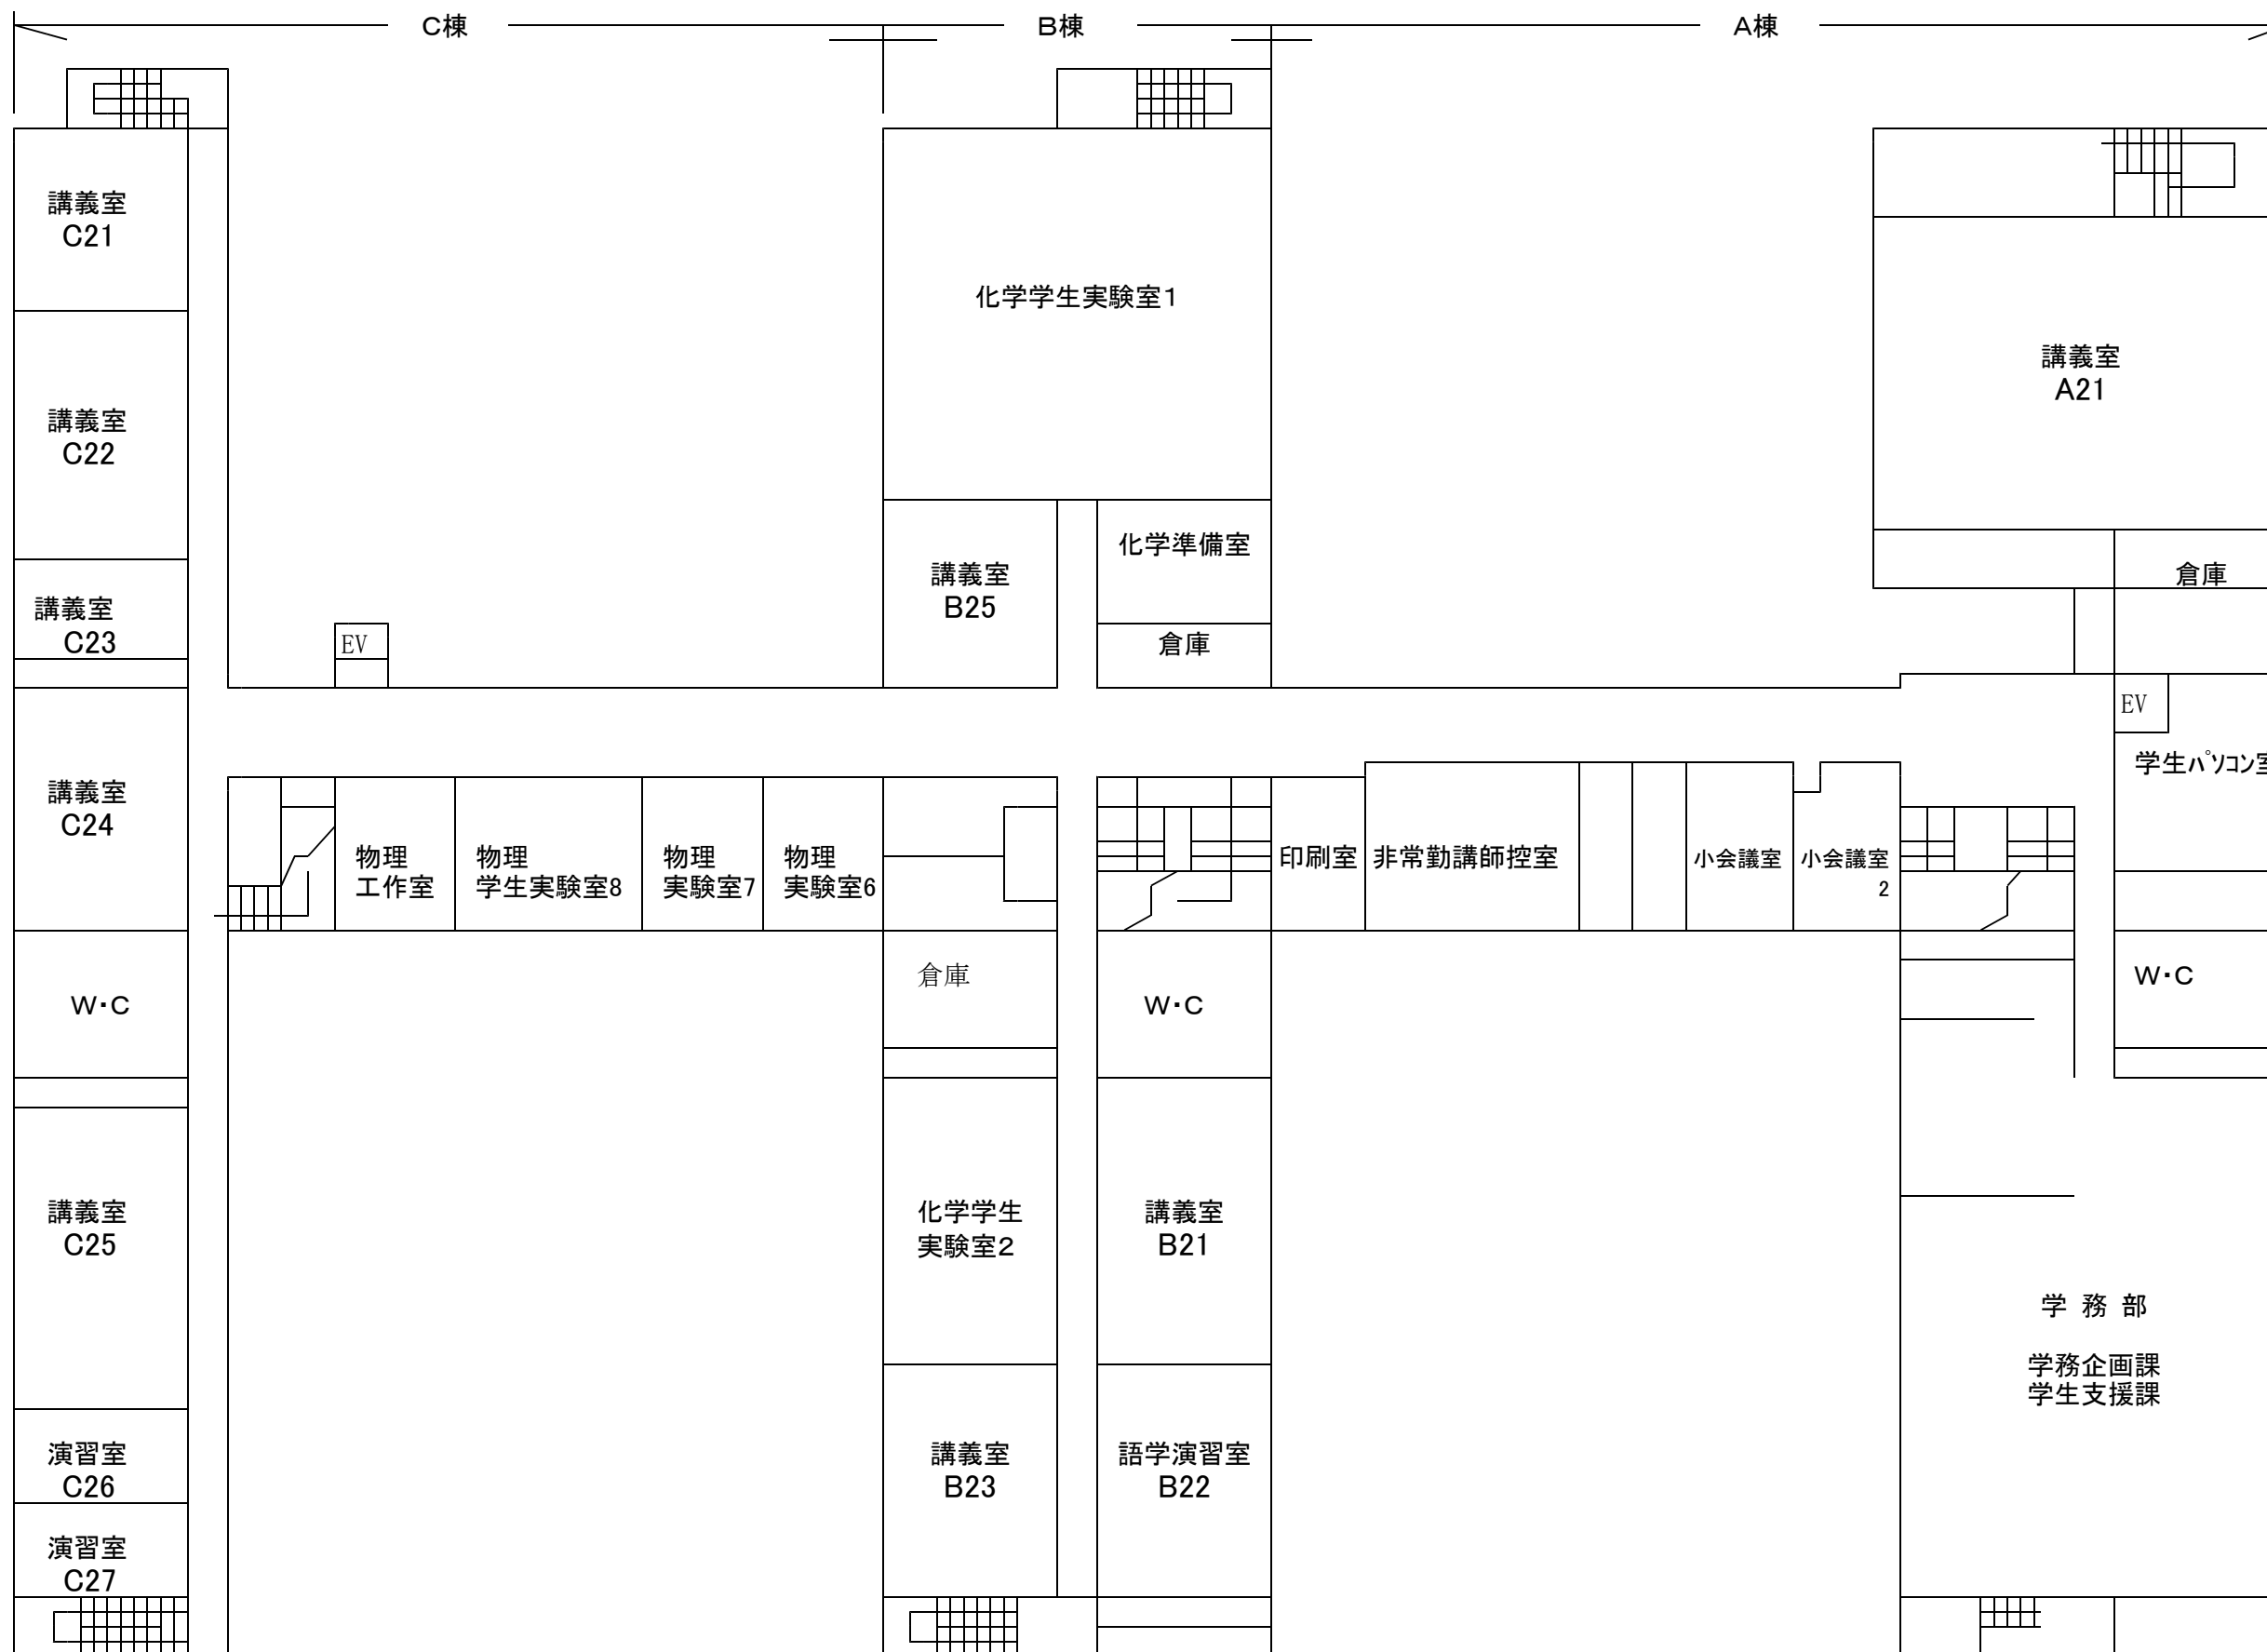 C棟
B棟
A棟
講義室
C21
化学学生実験室1
講義室
A21
講義室
C22
化学準備室
講義室
B25
倉庫
講義室
C23
EV
倉庫
EV
学生ﾊﾟｿｺﾝ室
講義室
C24
物理
工作室
物理
学生実験室8
物理
実験室7
物理
実験室6
印刷室
非常勤講師控室
小会議室
小会議室
2
W・C
倉庫
W・C
W・C
講義室
C25
化学学生
実験室2
講義室
B21
学 務 部
学務企画課
学生支援課
演習室
C26
講義室
B23
語学演習室
B22
演習室
C27